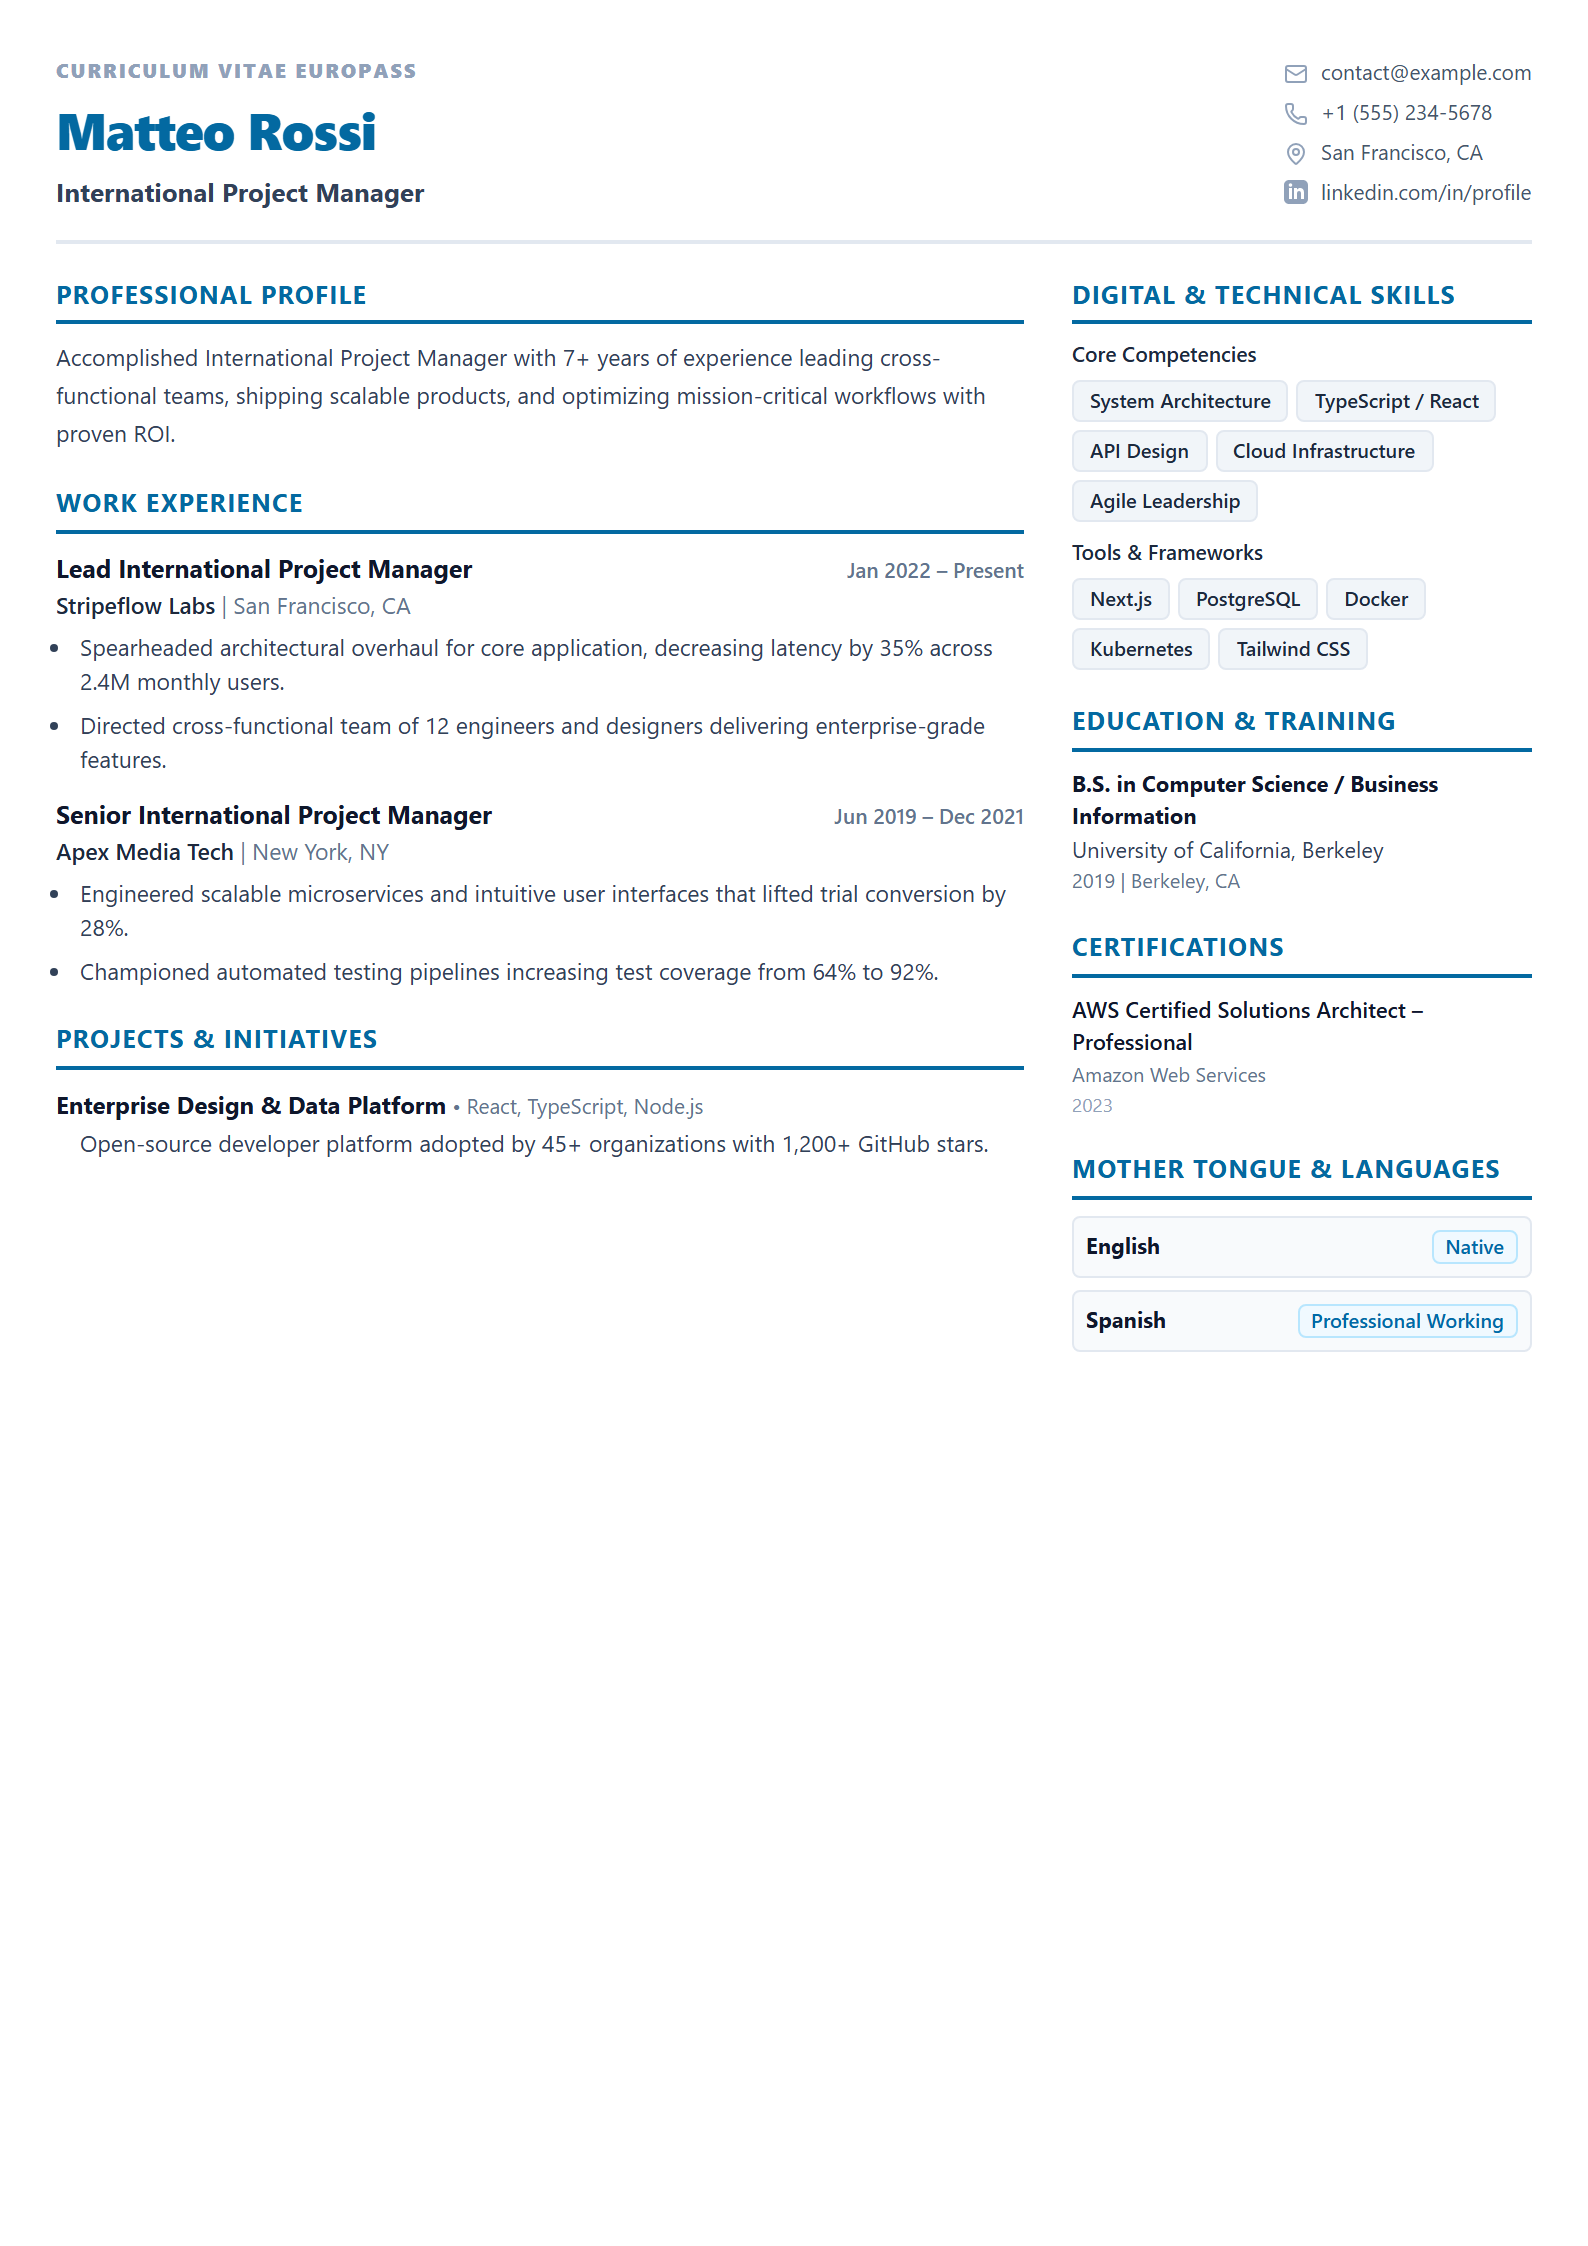 CURRICULUM VITAE EUROPASS
Matteo Rossi
International Project Manager
contact@example.com
+1 (555) 234-5678
San Francisco, CA
linkedin.com/in/profile
PROFESSIONAL PROFILE
Accomplished International Project Manager with 7+ years of experience leading cross-
functional teams, shipping scalable products, and optimizing mission-critical workflows with
proven ROI.
WORK EXPERIENCE
Lead International Project Manager Jan 2022 – Present
Stripeflow Labs | San Francisco, CA
• Spearheaded architectural overhaul for core application, decreasing latency by 35% across
2.4M monthly users.
• Directed cross-functional team of 12 engineers and designers delivering enterprise-grade
features.
Senior International Project Manager Jun 2019 – Dec 2021
Apex Media Tech | New York, NY
• Engineered scalable microservices and intuitive user interfaces that lifted trial conversion by
28%.
• Championed automated testing pipelines increasing test coverage from 64% to 92%.
PROJECTS & INITIATIVES
Enterprise Design & Data Platform • React, TypeScript, Node.js
Open-source developer platform adopted by 45+ organizations with 1,200+ GitHub stars.
DIGITAL & TECHNICAL SKILLS
Core Competencies
System Architecture TypeScript / React
API Design Cloud Infrastructure
Agile Leadership
Tools & Frameworks
Next.js PostgreSQL Docker
Kubernetes Tailwind CSS
EDUCATION & TRAINING
B.S. in Computer Science / Business
Information
University of California, Berkeley
2019 | Berkeley, CA
CERTIFICATIONS
AWS Certified Solutions Architect –
Professional
Amazon Web Services
2023
MOTHER TONGUE & LANGUAGES
English Native
Spanish Professional Working